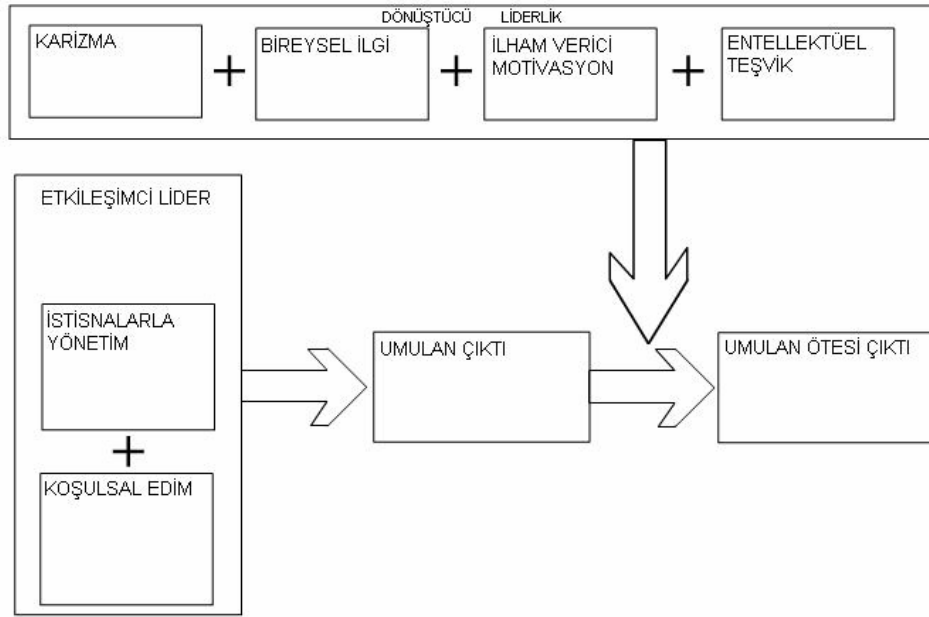 DÖNÜŞTÜCÜ LİDERLİK
KARİZMA
BİREYSEL İLGİ
İLHAM VERİCİ
MOTİVASYON
ENTELLEKTÜEL
TEŞVİK
ETKİLEŞİMCİ LİDER
İSTİSNALARLA
YÖNETİM
KOŞULSAL EDİM
UMULAN ÇIKTI
UMULAN ÖTESİ ÇIKTI